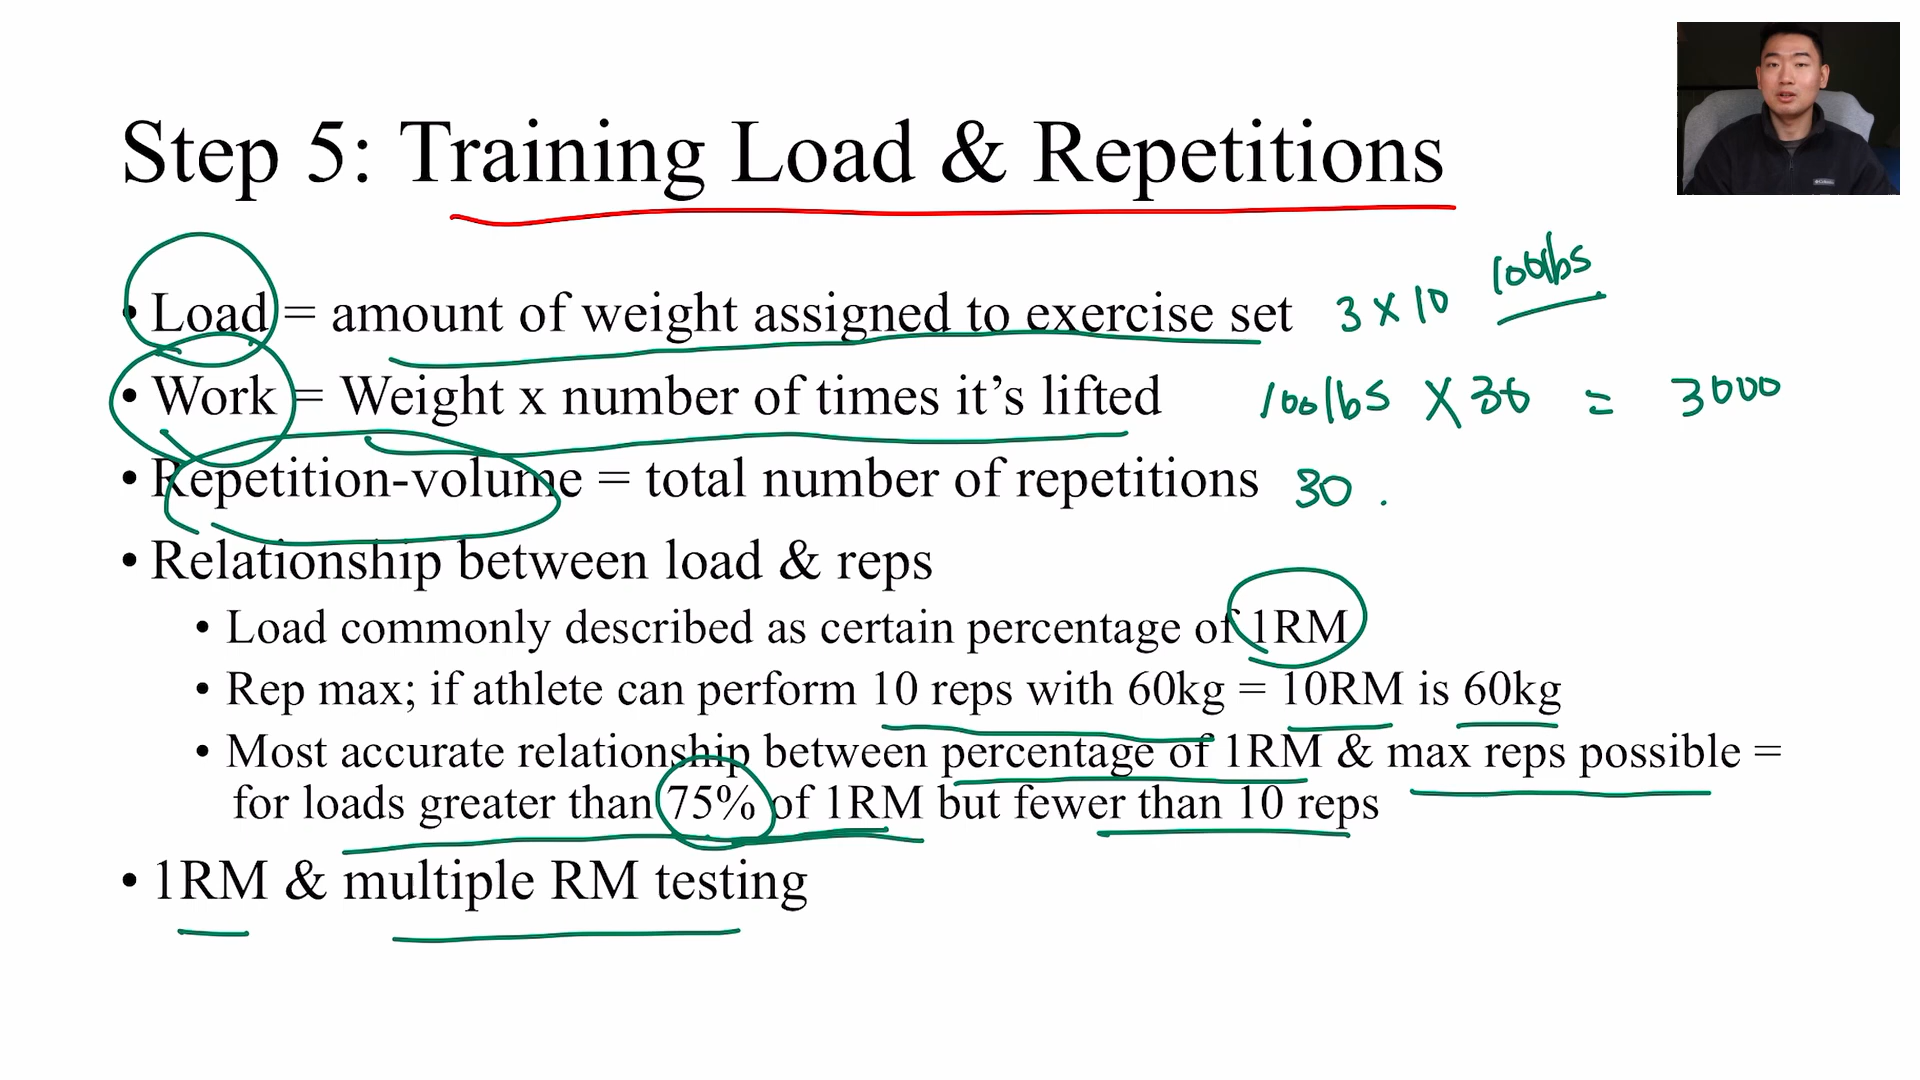 Step 5: Training Load & Repetitions
• Load = amount of weight assigned to exercise set 3 x 10 100lbs
• Work = Weight x number of times it's lifted 100lbs x 30 = 3000
• Repetition-volume = total number of repetitions 30 .
• Relationship between load & reps
• Load commonly described as certain percentage of 1RM
• Rep max; if athlete can perform 10 reps with 60kg = 10RM is 60kg
• Most accurate relationship between percentage of 1RM & max reps possible =
for loads greater than 75% of 1RM but fewer than 10 reps
• 1RM & multiple RM testing